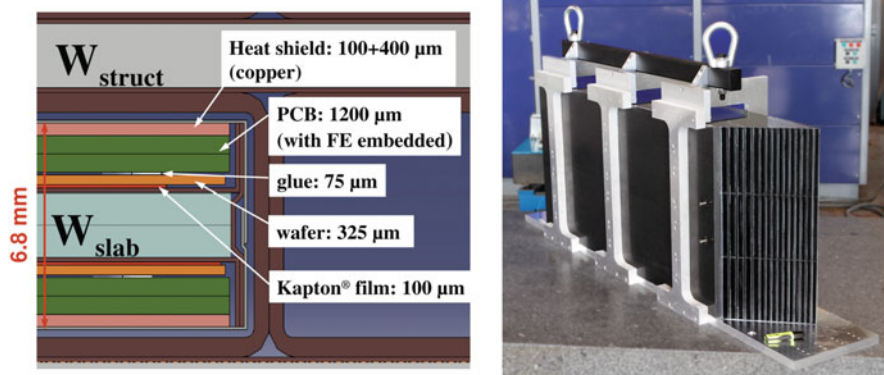 W struct
Heat shield: 100+400 µm
(copper)
PCB: 1200 µm
(with FE embedded)
glue: 75 µm
wafer: 325 µm
Kapton® film: 100 µm
W slab
6.8 mm